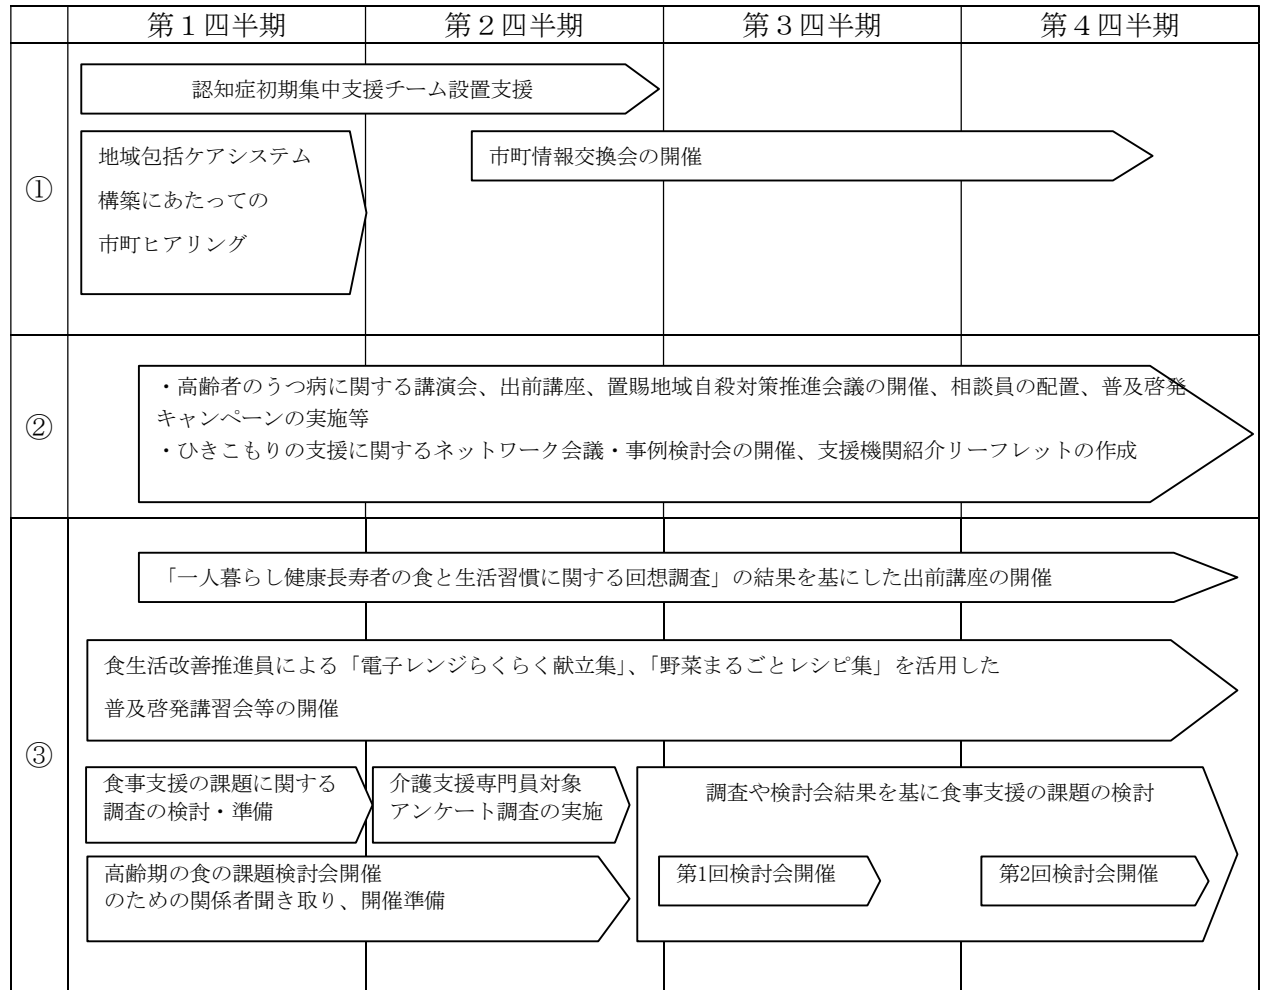 第１四半期
第２四半期
第３四半期
第４四半期
①
認知症初期集中支援チーム設置支援
地域包括ケアシステム
構築にあたっての
市町ヒアリング
市町情報交換会の開催
②
・高齢者のうつ病に関する講演会、出前講座、置賜地域自殺対策推進会議の開催、相談員の配置、普及啓発
キャンペーンの実施等
・ひきこもりの支援に関するネットワーク会議・事例検討会の開催、支援機関紹介リーフレットの作成
③
「一人暮らし健康長寿者の食と生活習慣に関する回想調査」の結果を基にした出前講座の開催
食生活改善推進員による「電子レンジらくらく献立集」、「野菜まるごとレシピ集」を活用した
普及啓発講習会等の開催
食事支援の課題に関する
調査の検討・準備
介護支援専門員対象
アンケート調査の実施
調査や検討会結果を基に食事支援の課題の検討
高齢期の食の課題検討会開催
のための関係者聞き取り、開催準備
第1回検討会開催
第2回検討会開催